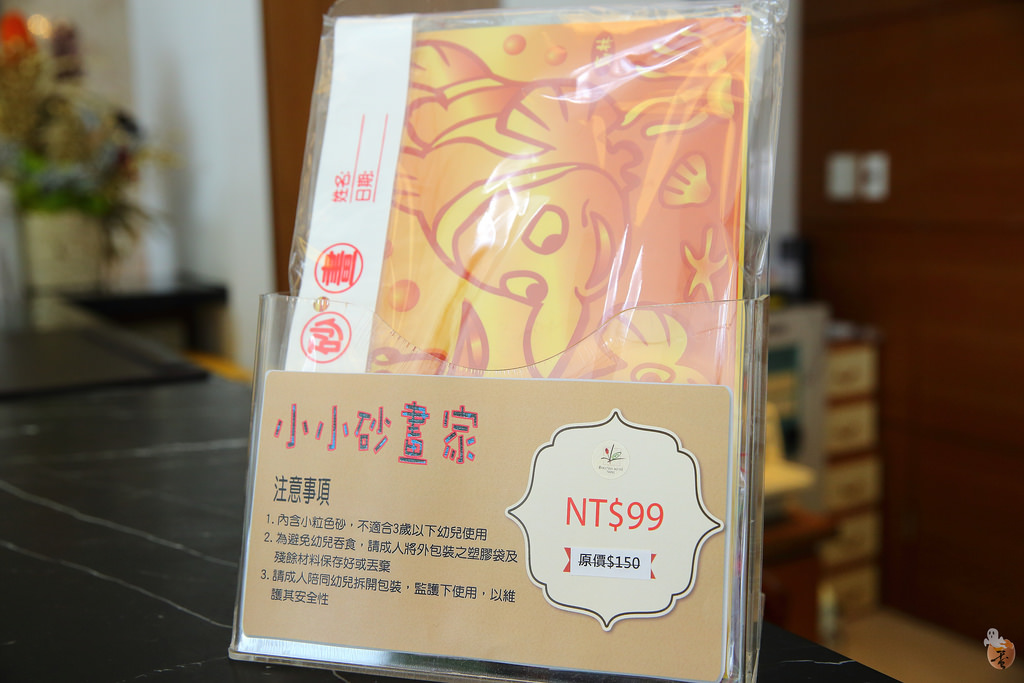 姓名:
日期:
砂畫
小小砂畫家
注意事項
1. 內含小粒色砂，不適合3歲以下幼兒使用
2. 為避免幼兒吞食，請成人將外包裝之塑膠袋及
殘餘材料保存好或丟棄
3. 請成人陪同幼兒拆開包裝，監護下使用，以維
護其安全性
NT$99
原價$150